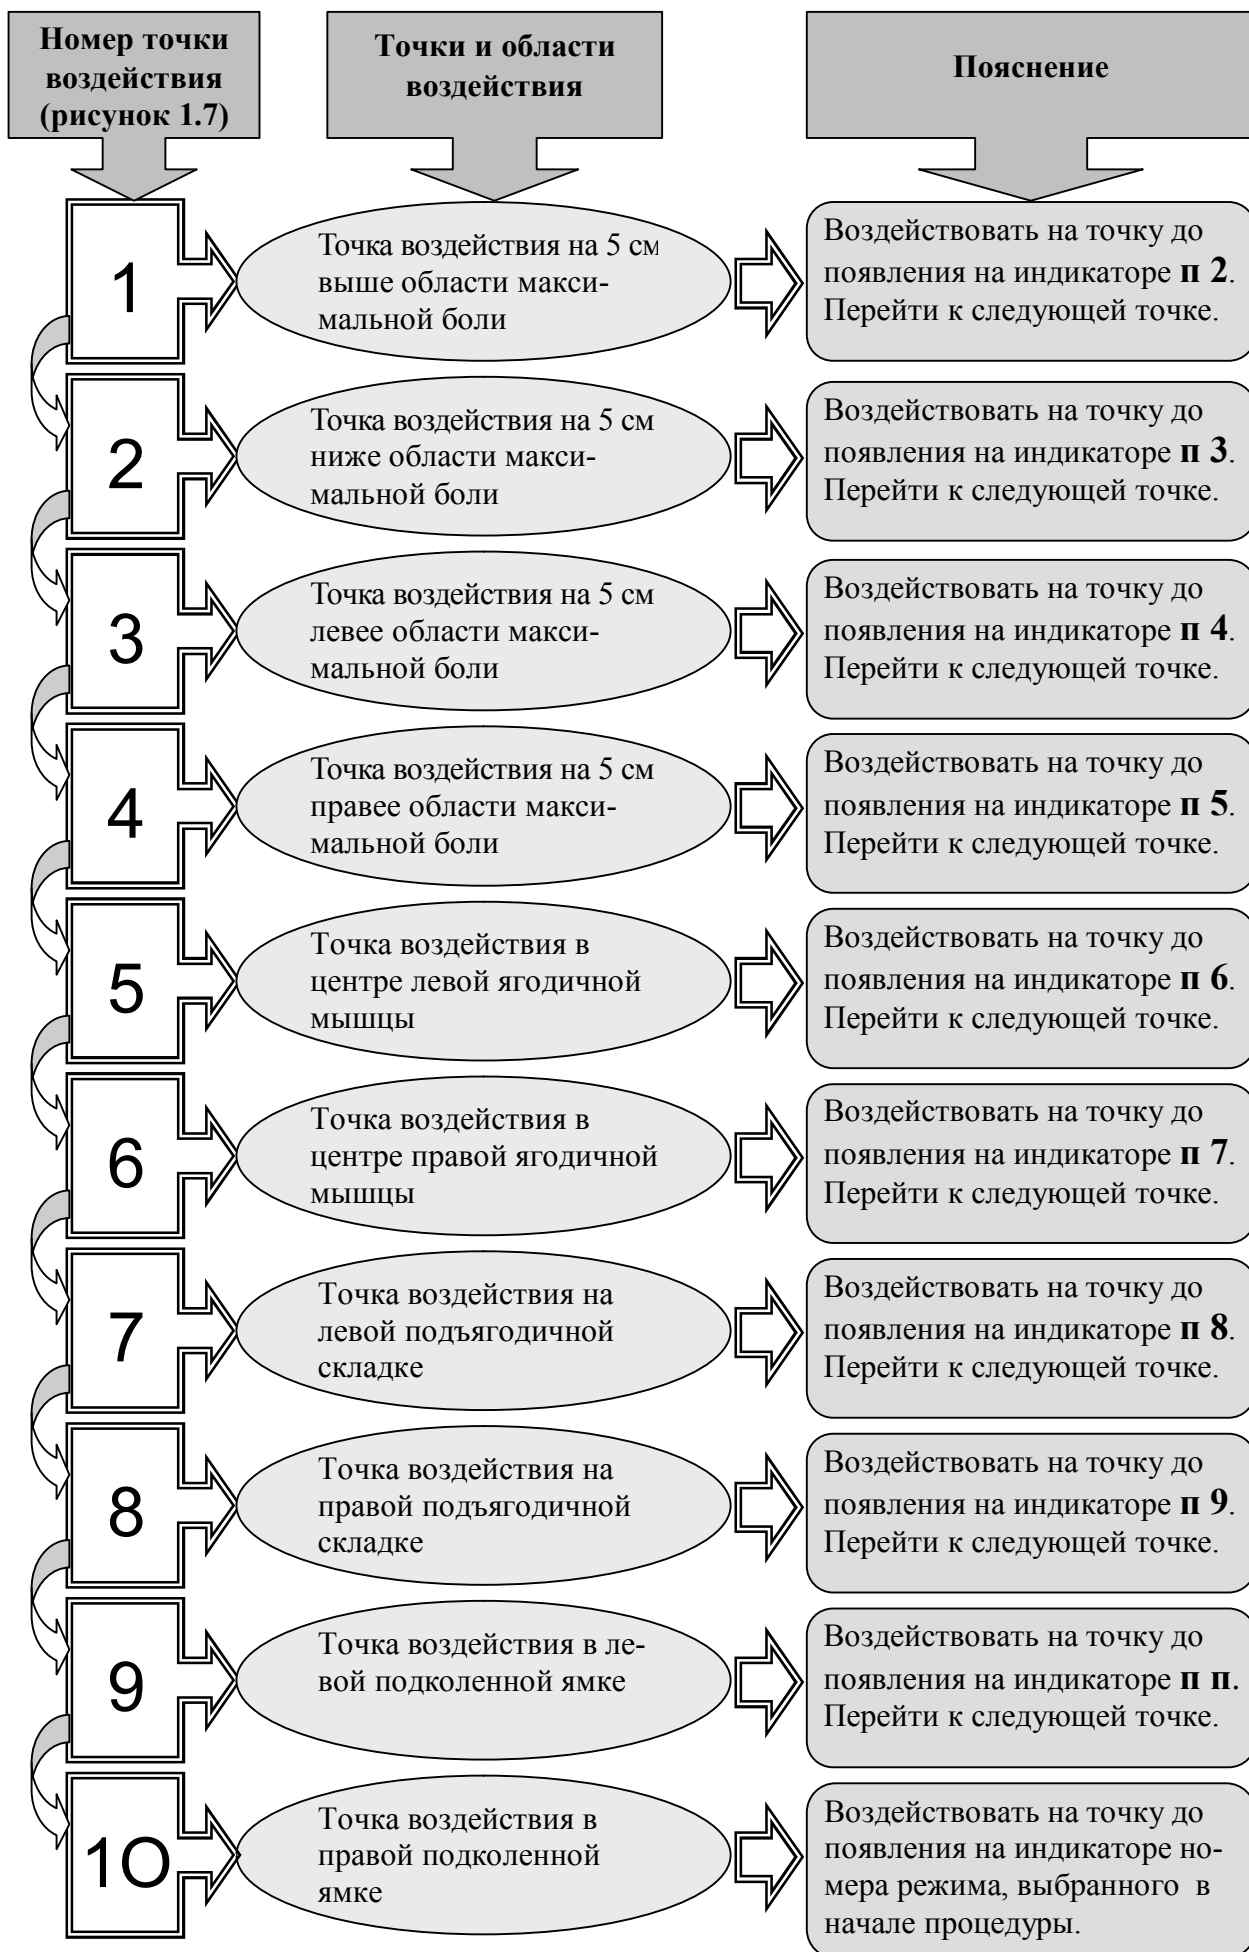 Номер точки
воздействия
(рисунок 1.7)
Точки и области
воздействия
Пояснение
1
Точка воздействия на 5 см
выше области макси-
мальной боли
Воздействовать на точку до
появления на индикаторе п 2.
Перейти к следующей точке.
2
Точка воздействия на 5 см
ниже области макси-
мальной боли
Воздействовать на точку до
появления на индикаторе п 3.
Перейти к следующей точке.
3
Точка воздействия на 5 см
левее области макси-
мальной боли
Воздействовать на точку до
появления на индикаторе п 4.
Перейти к следующей точке.
4
Точка воздействия на 5 см
правее области макси-
мальной боли
Воздействовать на точку до
появления на индикаторе п 5.
Перейти к следующей точке.
5
Точка воздействия в
центре левой ягодичной
мышцы
Воздействовать на точку до
появления на индикаторе п 6.
Перейти к следующей точке.
6
Точка воздействия в
центре правой ягодичной
мышцы
Воздействовать на точку до
появления на индикаторе п 7.
Перейти к следующей точке.
7
Точка воздействия на
левой подъягодичной
складке
Воздействовать на точку до
появления на индикаторе п 8.
Перейти к следующей точке.
8
Точка воздействия на
правой подъягодичной
складке
Воздействовать на точку до
появления на индикаторе п 9.
Перейти к следующей точке.
9
Точка воздействия в ле-
вой подколенной ямке
Воздействовать на точку до
появления на индикаторе п п.
Перейти к следующей точке.
10
Точка воздействия в
правой подколенной
ямке
Воздействовать на точку до
появления на индикаторе но-
мера режима, выбранного в
начале процедуры.